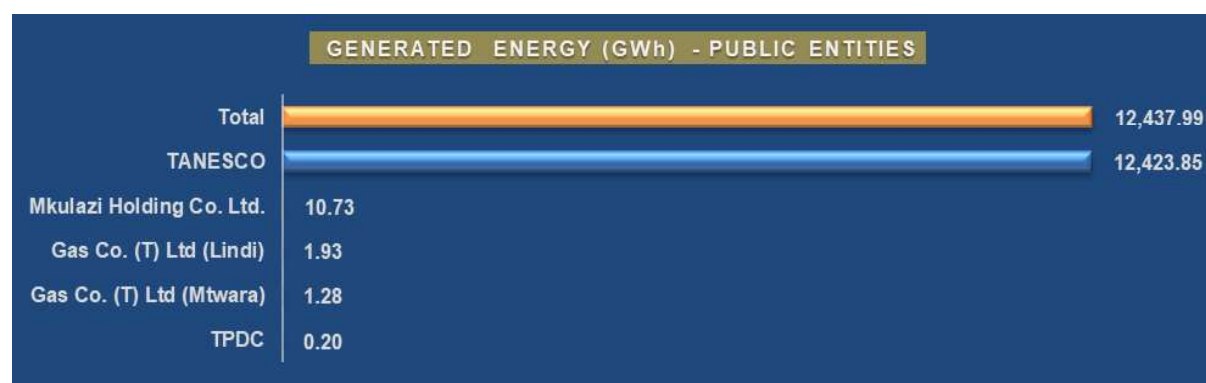 GENERATED ENERGY (GWh) - PUBLIC ENTITIES
Total 12,437.99
TANESCO 12,423.85
Mkulazi Holding Co. Ltd. 10.73
Gas Co. (T) Ltd (Lindi) 1.93
Gas Co. (T) Ltd (Mtwara) 1.28
TPDC 0.20